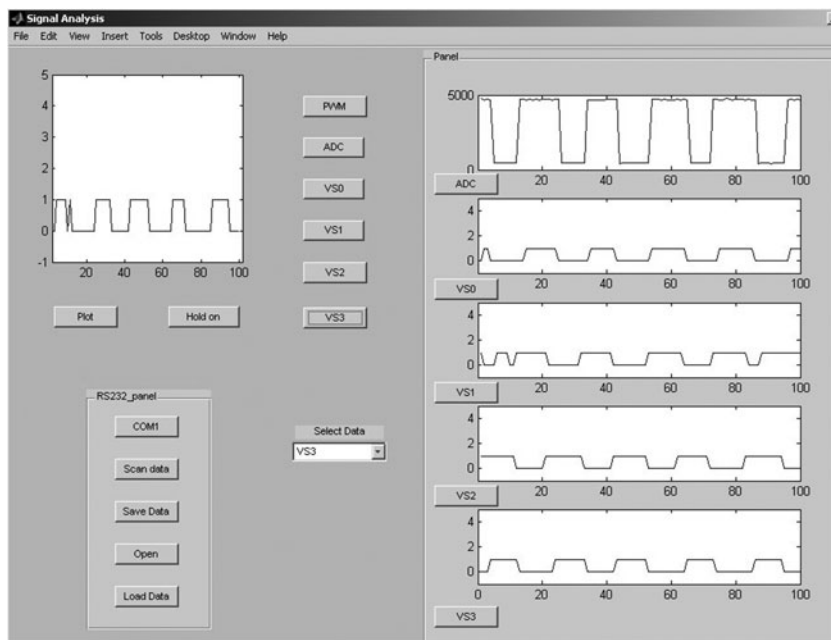 Signal Analysis
File Edit View Insert Tools Desktop Window Help
5
4
3
2
1
0
-1
20 40 60 80 100
Plot
Hold on
PWM
ADC
VS0
VS1
VS2
VS3
RS232_panel
COM1
Scan data
Save Data
Open
Load Data
Select Data
VS3
Panel
5000
0
20 40 60 80 100
ADC
4
2
0
20 40 60 80 100
VS0
4
2
0
20 40 60 80 100
VS1
4
2
0
20 40 60 80 100
VS2
4
2
0
0 20 40 60 80 100
VS3